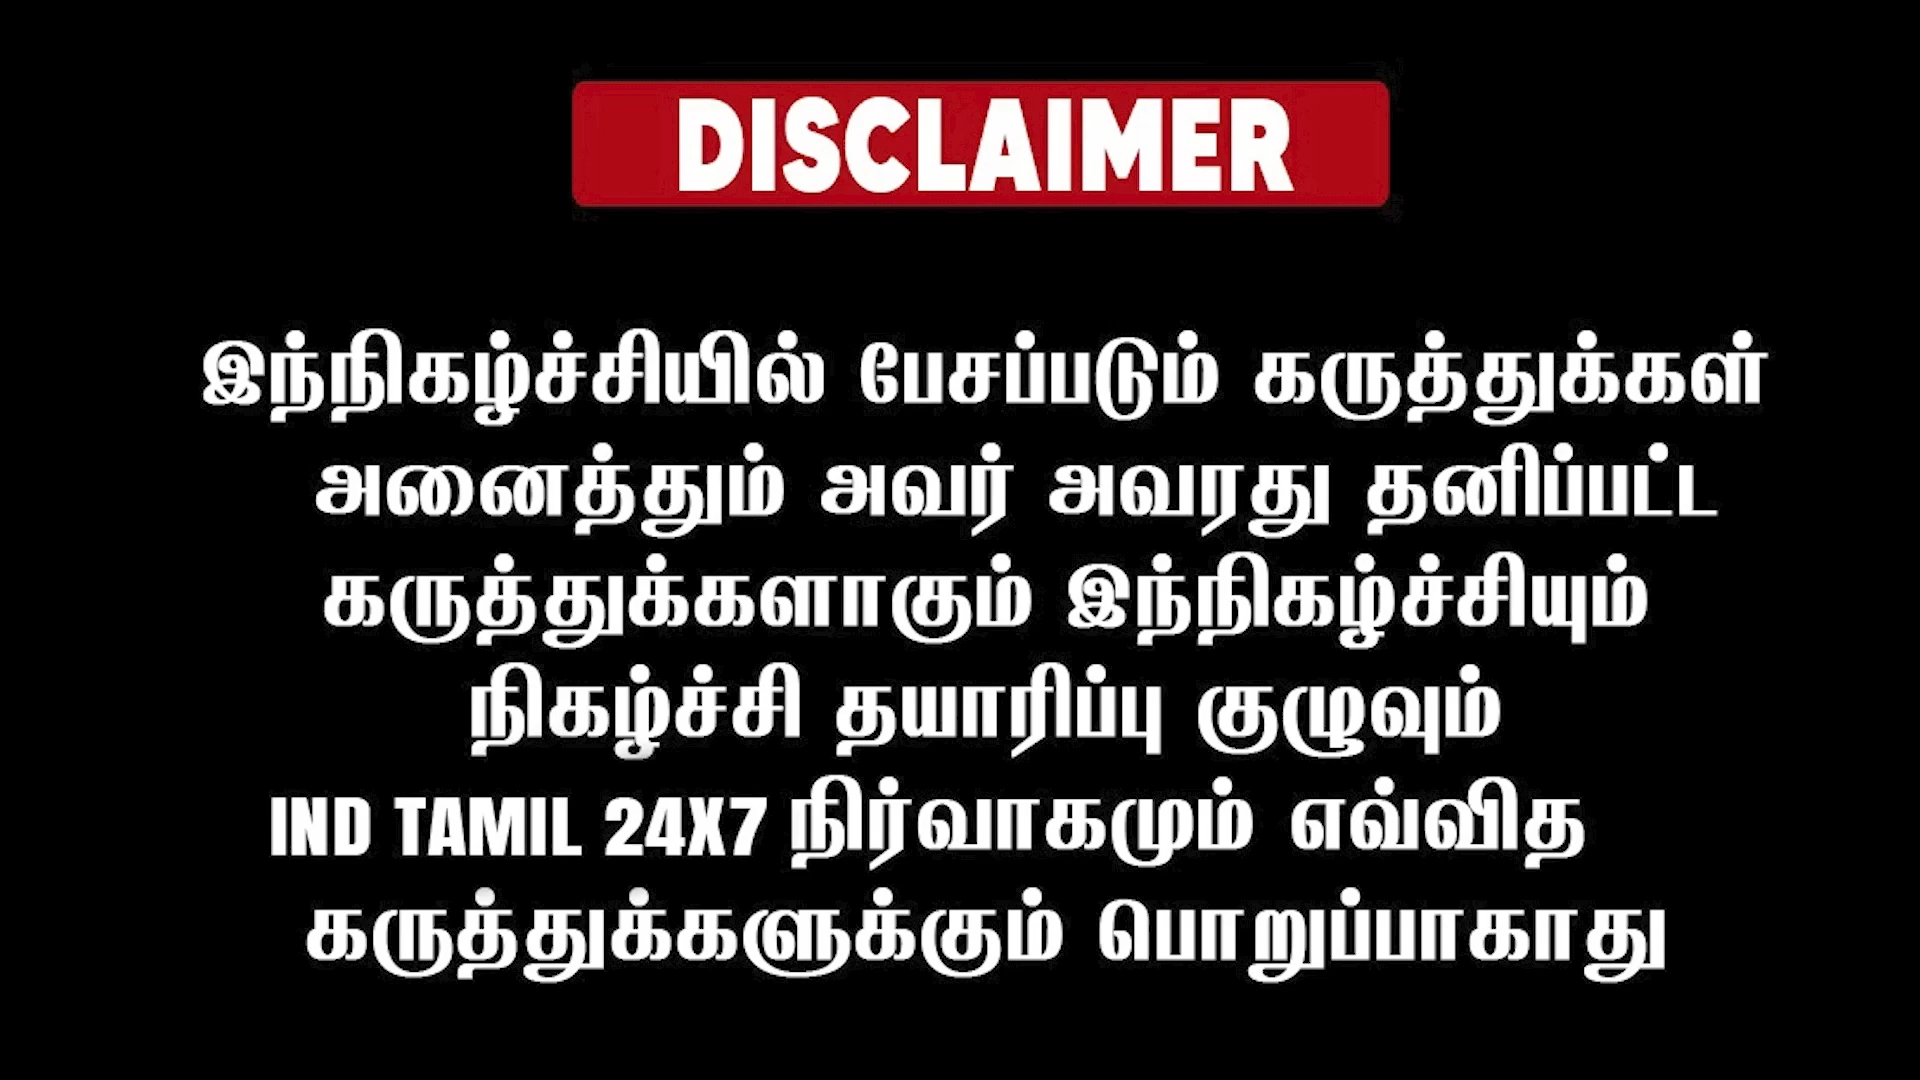 DISCLAIMER
இந்நிகழ்ச்சியில் பேசப்படும் கருத்துக்கள்
அனைத்தும் அவர் அவரது தனிப்பட்ட
கருத்துக்களாகும் இந்நிகழ்ச்சியும்
நிகழ்ச்சி தயாரிப்பு குழுவும்
IND TAMIL 24X7 நிர்வாகமும் எவ்வித
கருத்துக்களுக்கும் பொறுப்பாகாது